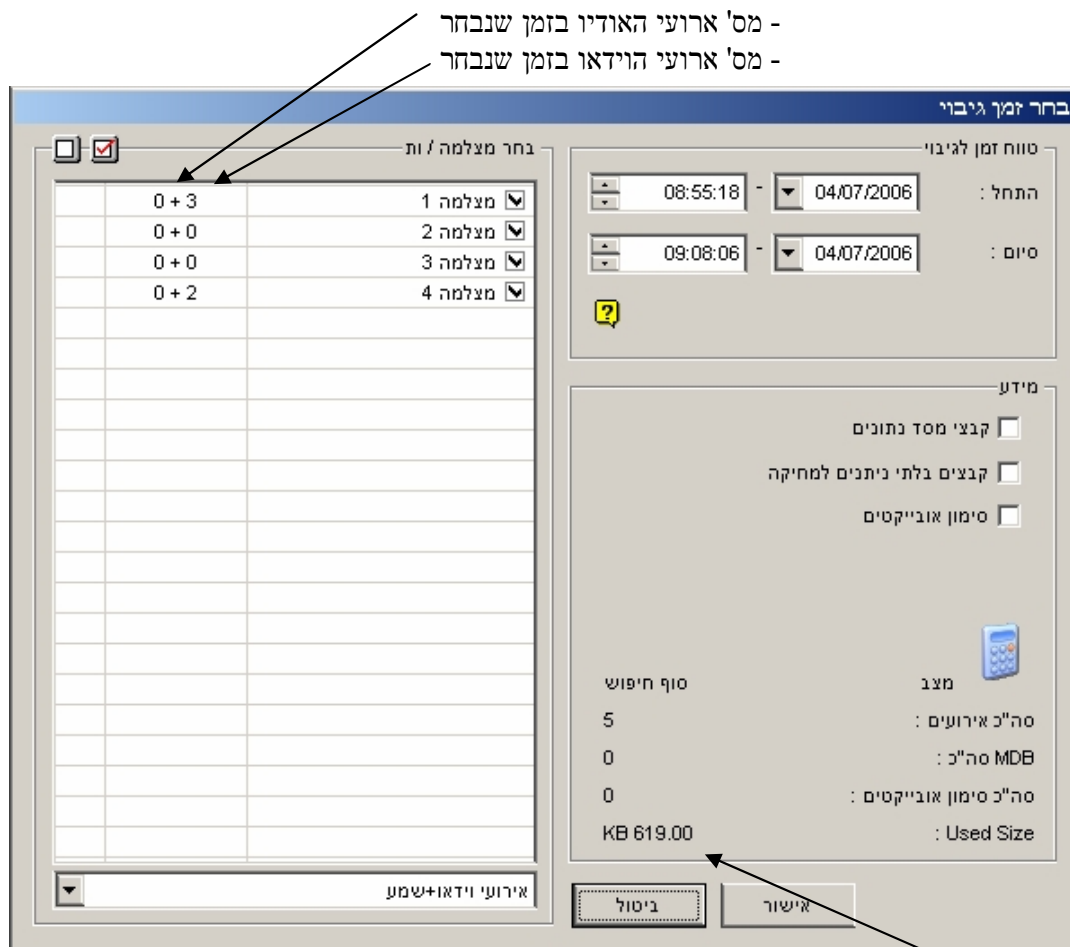 - מס' ארועי האודיו בזמן שנבחר
- מס' ארועי הוידאו בזמן שנבחר
בחר זמן גיבוי
טווח זמן לגיבוי
התחל : 04/07/2006 - 08:55:18
סיום : 04/07/2006 - 09:08:06
?
בחר מצלמה / ות
מצלמה 1 0 + 3
מצלמה 2 0 + 0
מצלמה 3 0 + 0
מצלמה 4 0 + 2
אירועי וידאו+שמע
מידע
קבצי מסד נתונים
קבצים בלתי ניתנים למחיקה
סימון אובייקטים
מצב סוף חיפוש
סה"כ אירועים : 5
MDB סה"כ : 0
סה"כ סימון אובייקטים : 0
Used Size : KB 619.00
אישור ביטול